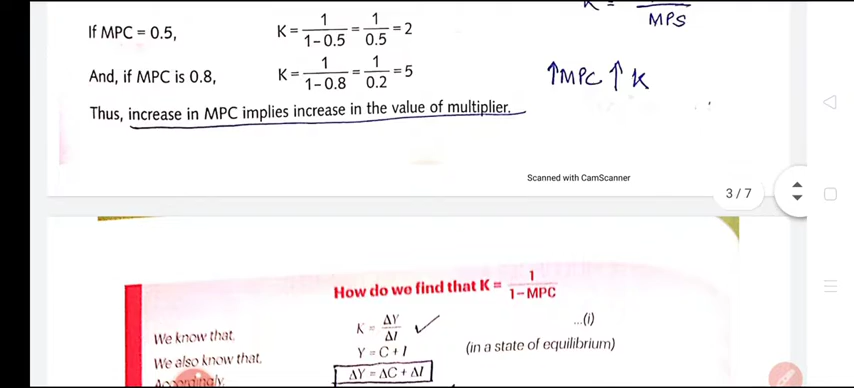 K =
MPS
If MPC = 0.5, K = 1/(1−0.5) = 1/0.5 = 2
And, if MPC is 0.8, K = 1/(1−0.8) = 1/0.2 = 5
↑MPC ↑ K
Thus, increase in MPC implies increase in the value of multiplier.
Scanned with CamScanner
3 / 7
How do we find that K = 1/(1−MPC)
We know that, K = ΔY/ΔI ✓ ...(i)
We also know that, Y = C + I (in a state of equilibrium)
Accordingly, ΔY = ΔC + ΔI